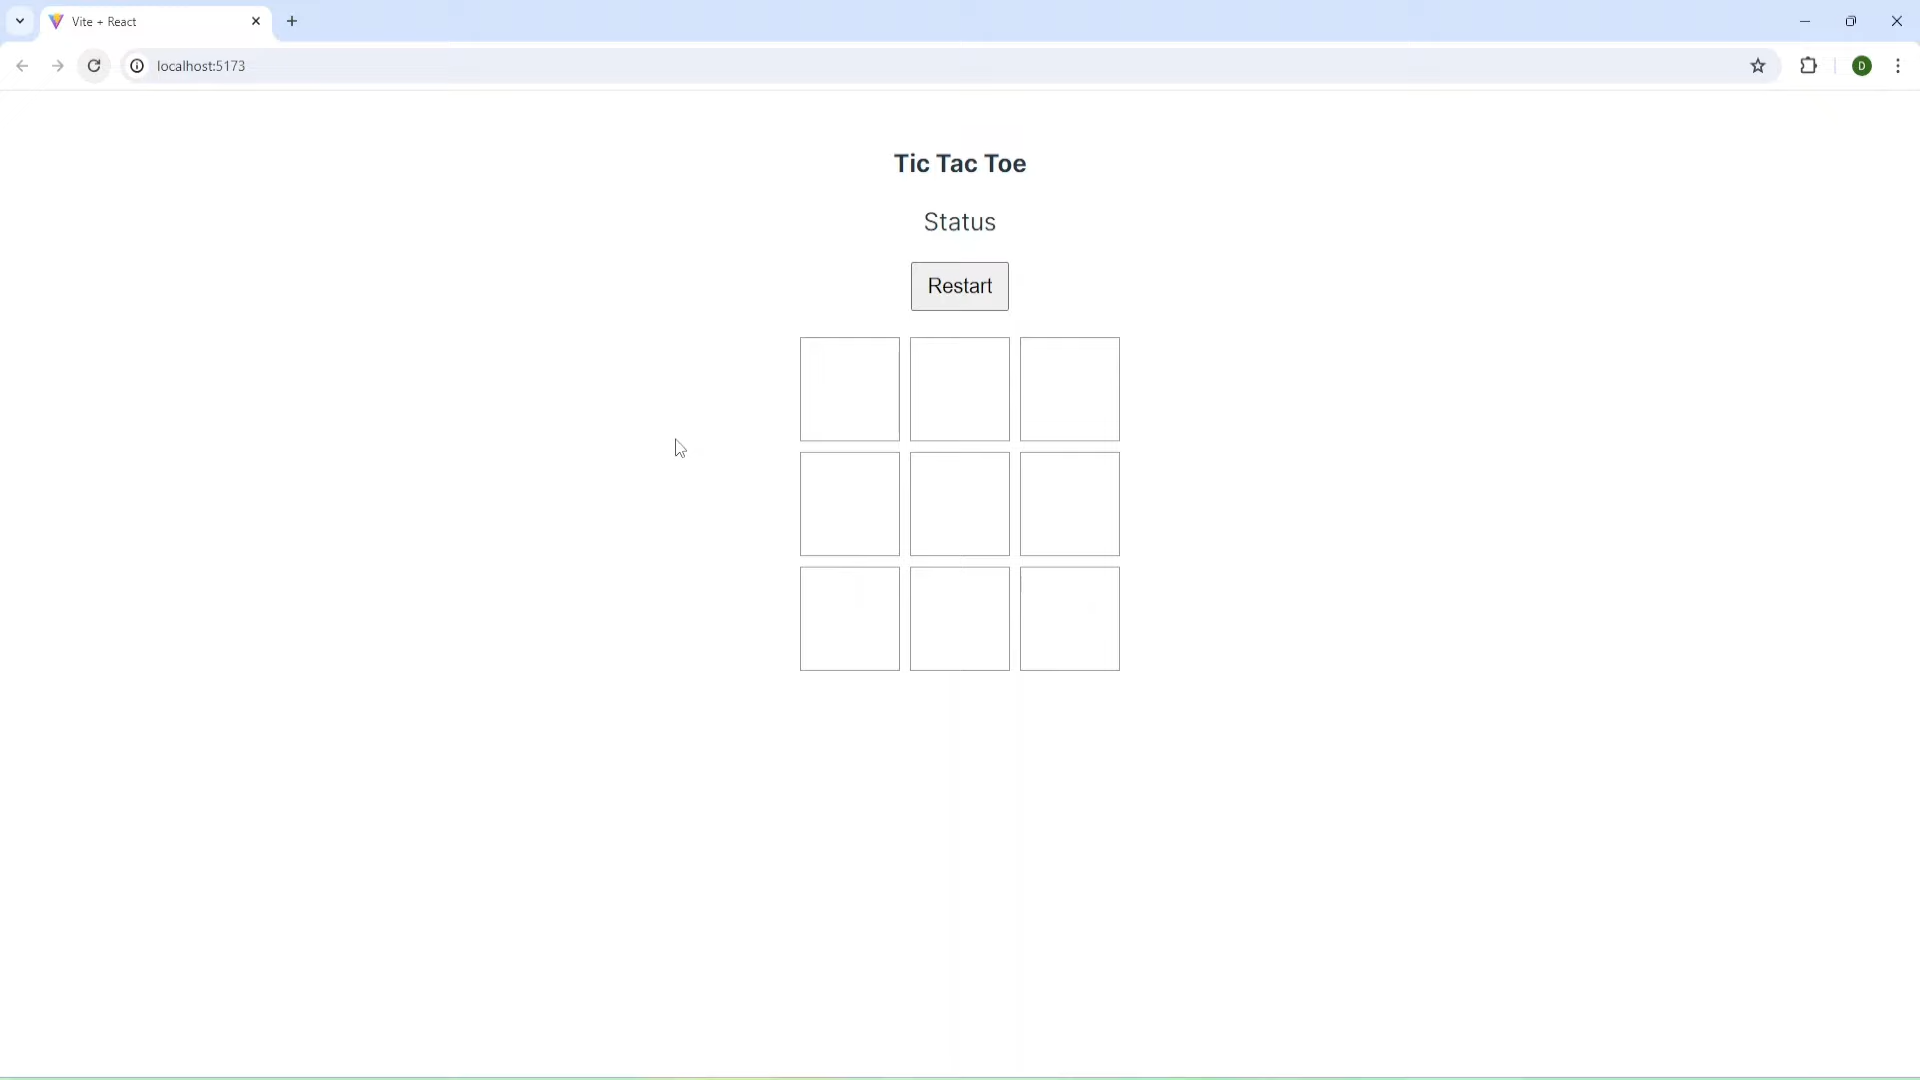 Vite + React
localhost:5173
D
Tic Tac Toe
Status
Restart